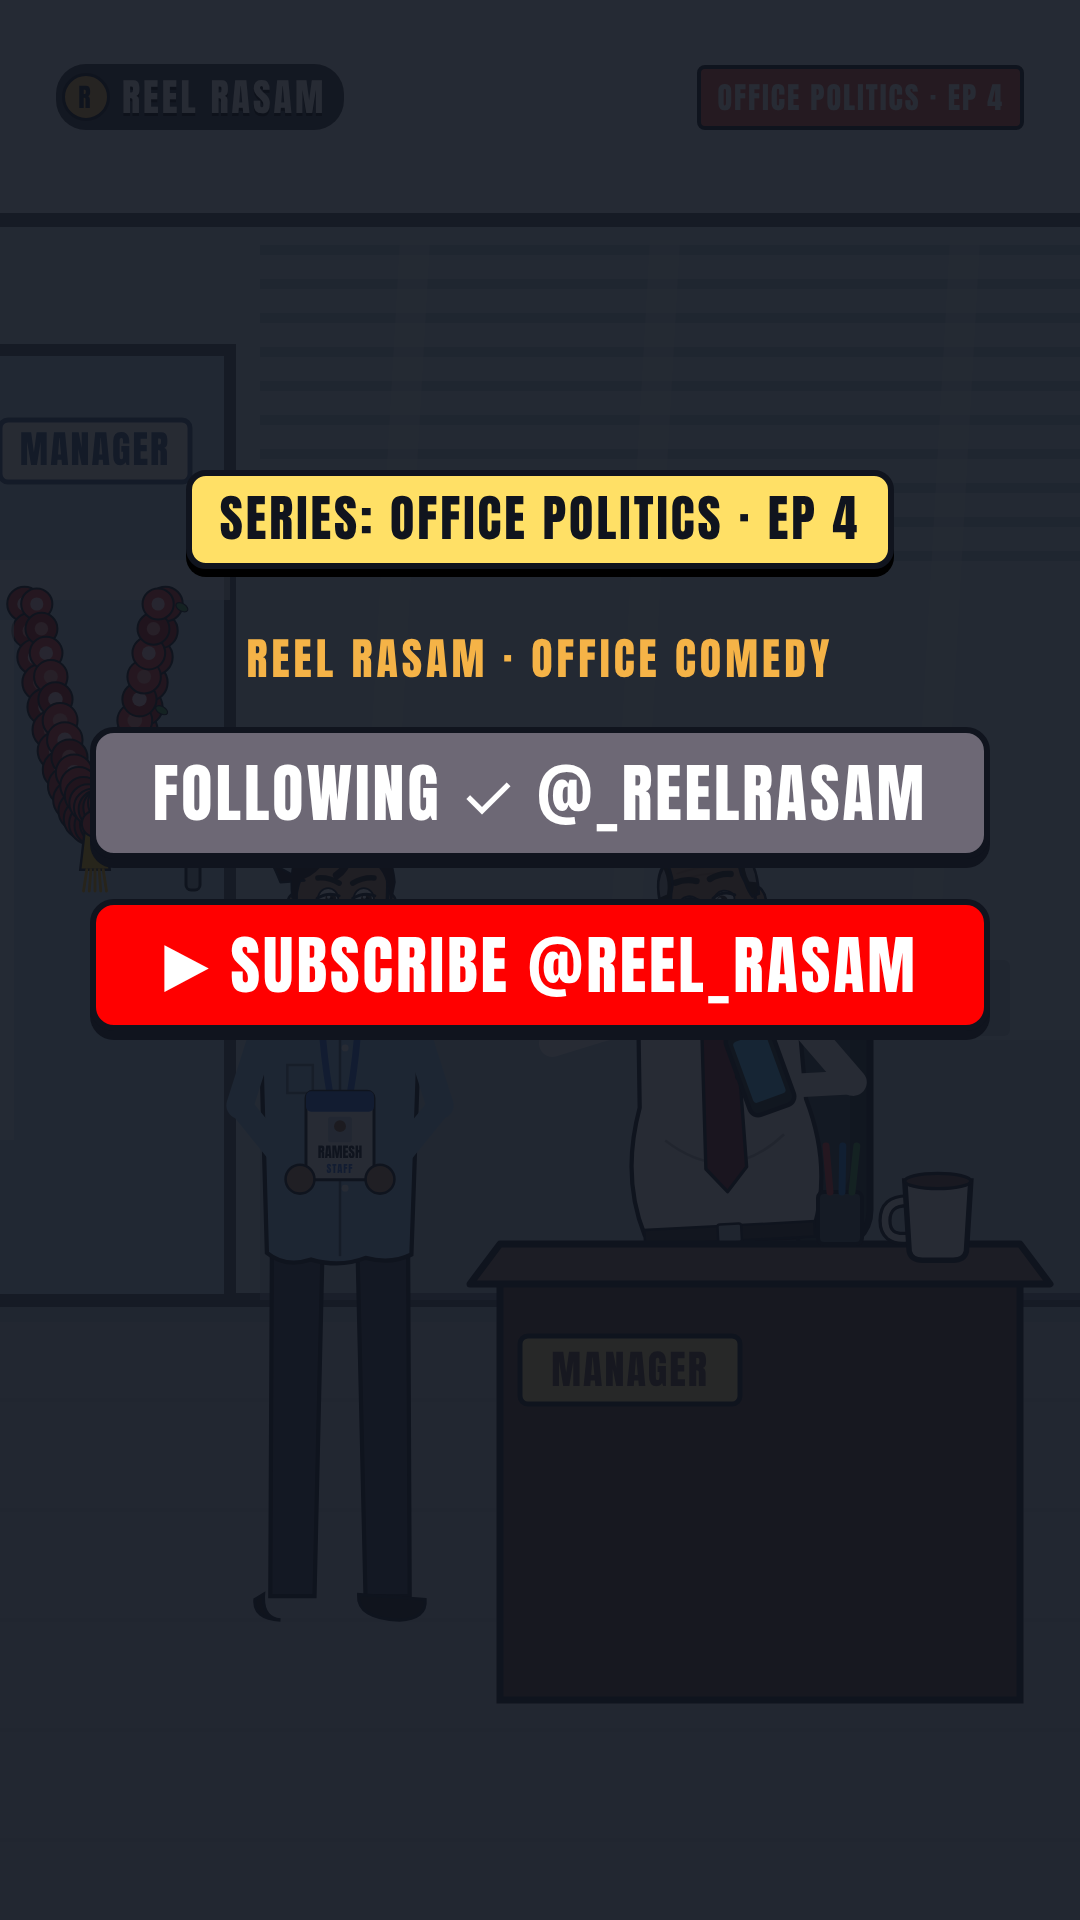 R REEL RASAM
OFFICE POLITICS · EP 4
MANAGER
SERIES: OFFICE POLITICS · EP 4
REEL RASAM · OFFICE COMEDY
FOLLOWING ✓ @_REELRASAM
▶ SUBSCRIBE @REEL_RASAM
RAMESH
STAFF
MANAGER